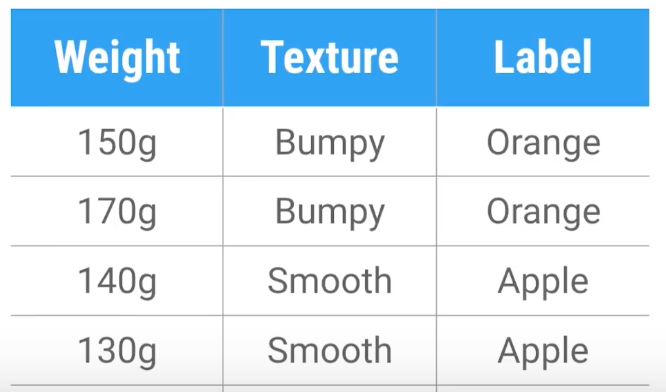 Weight Texture Label
150g Bumpy Orange
170g Bumpy Orange
140g Smooth Apple
130g Smooth Apple